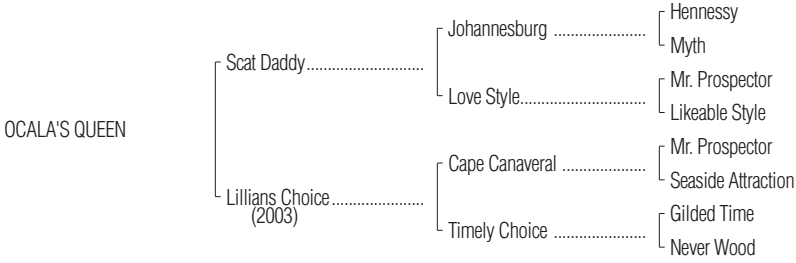 Hennessy
Johannesburg ........................
Myth
Scat Daddy..............................
Mr. Prospector
Love Style................................
Likeable Style
OCALA'S QUEEN
Mr. Prospector
Cape Canaveral ......................
Seaside Attraction
Lillians Choice........................
(2003)
Gilded Time
Timely Choice ........................
Never Wood